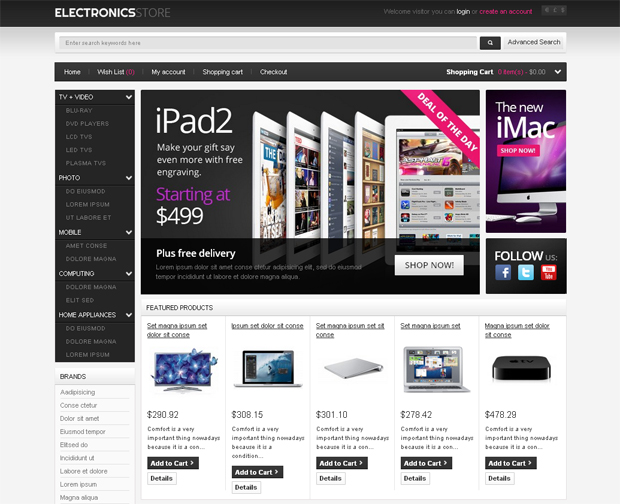 ELECTRONICSSTORE
Welcome visitor you can login or create an account
€ £ $
Enter search keywords here
Advanced Search
Home
Wish List (0)
My account
Shopping cart
Checkout
Shopping Cart 0 item(s) - $0.00
TV + VIDEO
BLU-RAY
DVD PLAYERS
LCD TVS
LED TVS
PLASMA TVS
PHOTO
DO EIUSMOD
LOREM IPSUM
UT LABORE ET
MOBILE
AMET CONSE
DOLORE MAGNA
COMPUTING
DOLORE MAGNA
ELIT SED
HOME APPLIANCES
DO EIUSMOD
DOLORE MAGNA
LOREM IPSUM
BRANDS
Aadipisicing
Conse ctetur
Dolor sit amet
Eiusmod tempor
Elitsed do
Incididunt ut
Labore et dolore
Lorem ipsum
Magna aliqua
iPad2
Make your gift say
even more with free
engraving.
Starting at
$499
DEAL OF THE DAY
Plus free delivery
Lorem ipsum dolor sit amet conse ctetur adipisicing elit, sed do eiusmod
tempor incididunt ut labore et dolore magna aliqua.
SHOP NOW!
The new
iMac
SHOP NOW!
FOLLOW US:
f
t
You
Tube
FEATURED PRODUCTS
Set magna ipsum set
dolor sit conse
$290.92
Comfort is a very
important thing nowadays
because it is a con...
Add to Cart
Details
Ipsum set dolor sit conse
$308.15
Comfort is a very
important thing nowadays
because it is a
condition...
Add to Cart
Details
Magna ipsum set dolor sit
conse
$301.10
Comfort is a very
important thing nowadays
because it is a con...
Add to Cart
Details
Set magna ipsum set
$278.42
Comfort is a very
important thing nowadays
because it is a con...
Add to Cart
Details
Magna ipsum set dolor
sit conse
tv
$478.29
Comfort is a very
important thing nowadays
because it is a con...
Add to Cart
Details